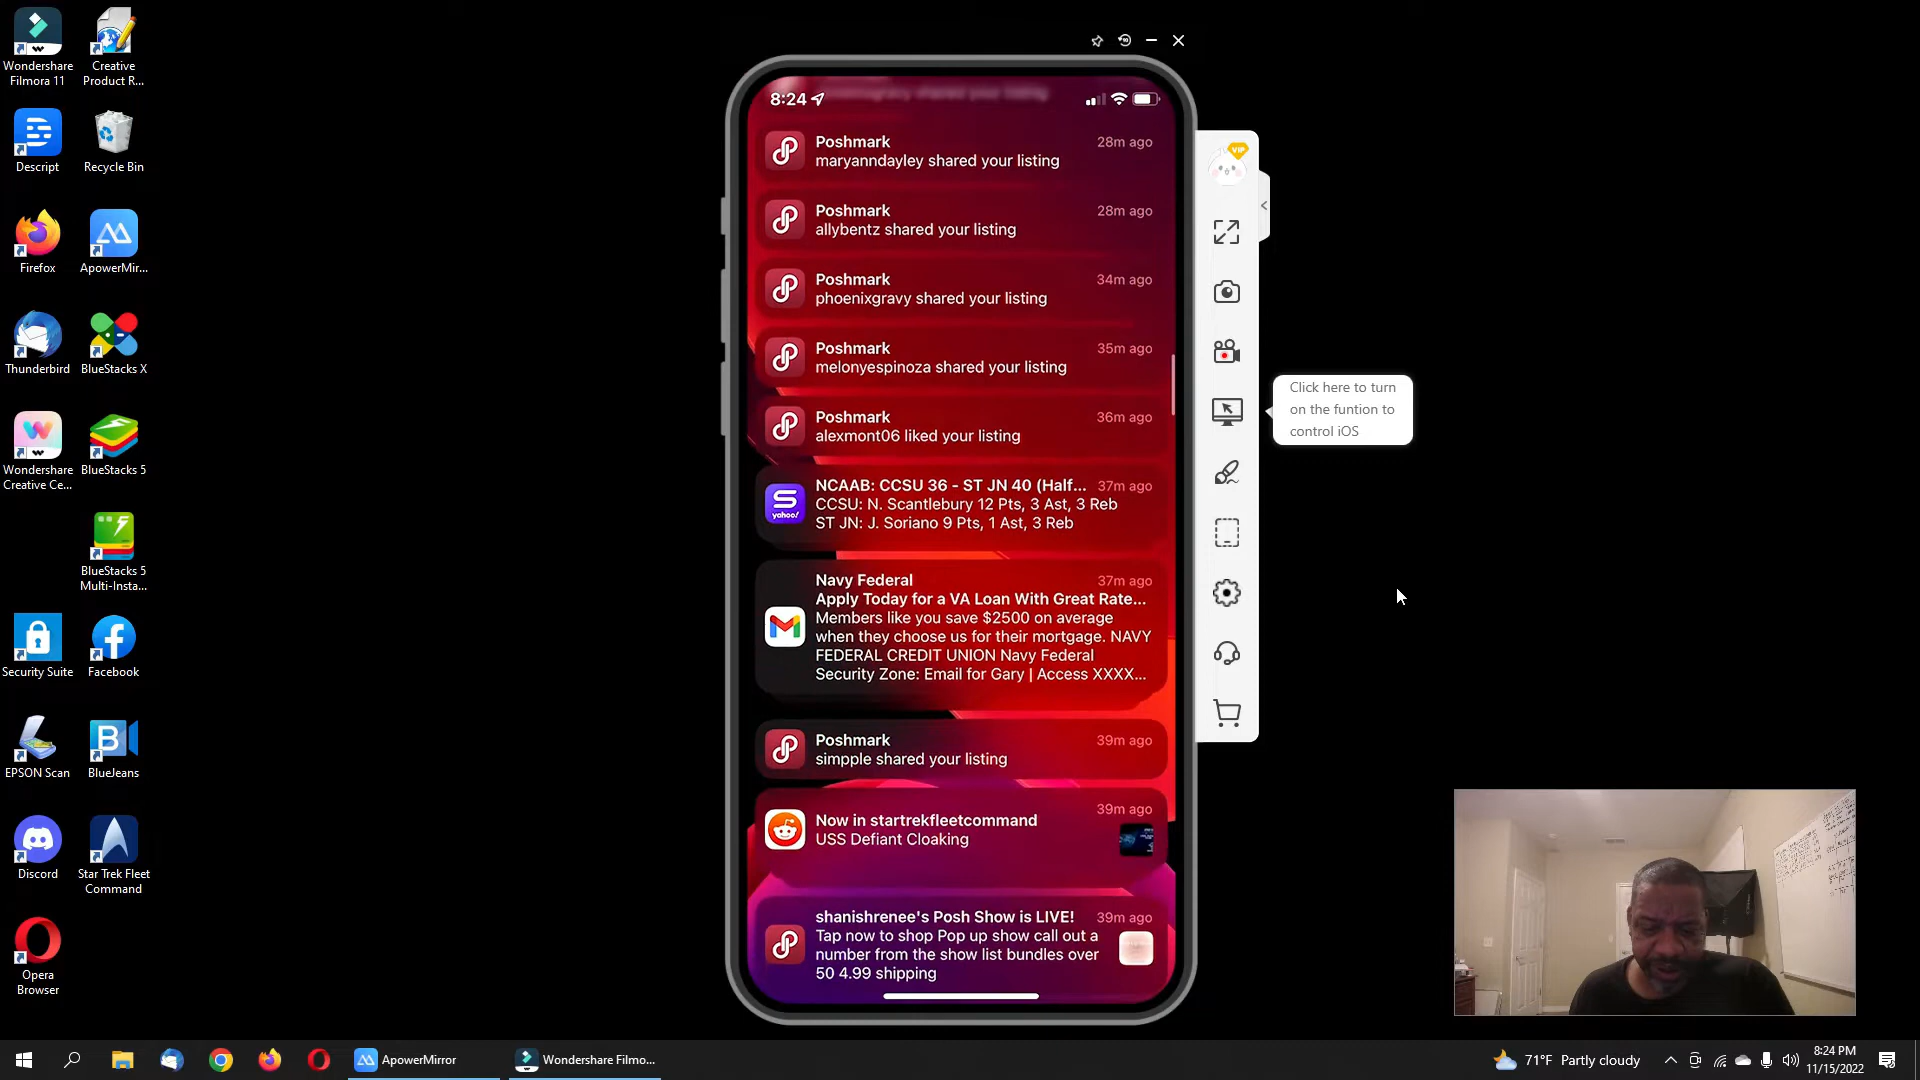 Wondershare
Filmora 11
Creative
Product R...
Descript
Recycle Bin
Firefox
ApowerMir...
Thunderbird
BlueStacks X
Wondershare
Creative Ce...
BlueStacks 5
BlueStacks 5
Multi-Insta...
Security Suite
Facebook
EPSON Scan
BlueJeans
Discord
Star Trek Fleet
Command
Opera
Browser
8:24
shared your listing
Poshmark
28m ago
maryanndayley shared your listing
Poshmark
28m ago
allybentz shared your listing
Poshmark
34m ago
phoenixgravy shared your listing
Poshmark
35m ago
melonyespinoza shared your listing
Poshmark
36m ago
alexmont06 liked your listing
NCAAB: CCSU 36 - ST JN 40 (Half...
37m ago
CCSU: N. Scantlebury 12 Pts, 3 Ast, 3 Reb
ST JN: J. Soriano 9 Pts, 1 Ast, 3 Reb
yahoo!
Navy Federal
37m ago
Apply Today for a VA Loan With Great Rate...
Members like you save $2500 on average
when they choose us for their mortgage. NAVY
FEDERAL CREDIT UNION Navy Federal
Security Zone: Email for Gary | Access XXXX...
Poshmark
39m ago
simpple shared your listing
39m ago
Now in startrekfleetcommand
USS Defiant Cloaking
shanishrenee's Posh Show is LIVE!
39m ago
Tap now to shop Pop up show call out a
number from the show list bundles over
50 4.99 shipping
VIP
Click here to turn
on the funtion to
control iOS
ApowerMirror
Wondershare Filmo...
71°F Partly cloudy
8:24 PM
11/15/2022